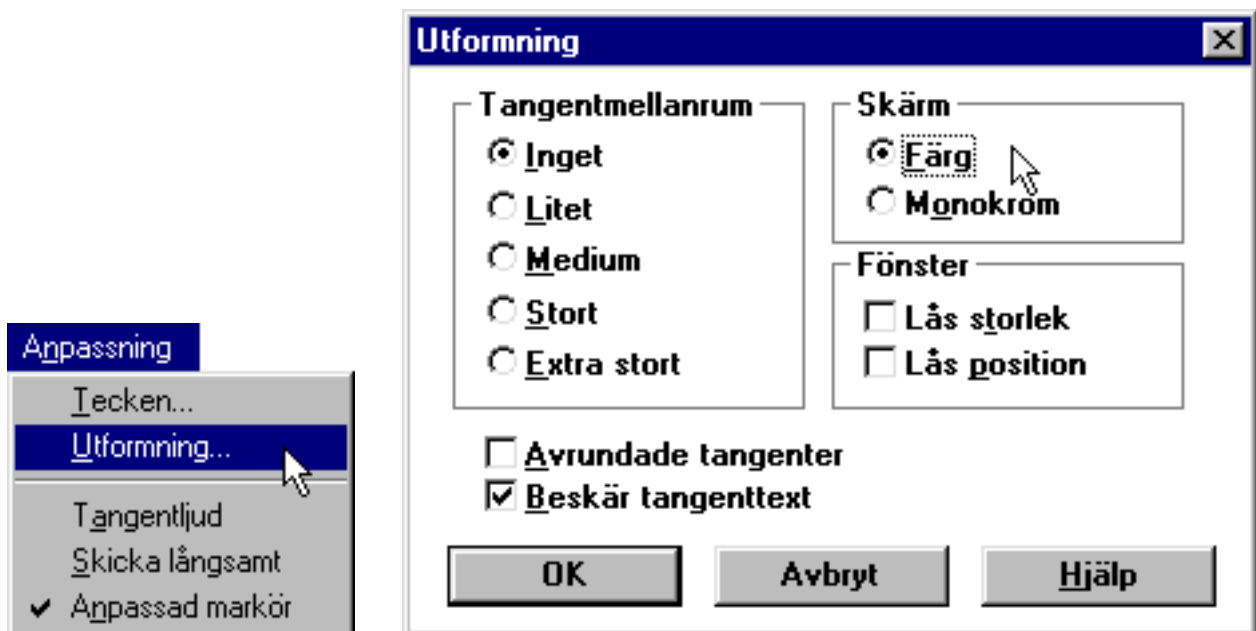 Anpassning
Tecken...
Utformning...
Tangentljud
Skicka långsamt
Anpassad markör
Utformning
Tangentmellanrum
Inget
Litet
Medium
Stort
Extra stort
Skärm
Färg
Monokrom
Fönster
Lås storlek
Lås position
Avrundade tangenter
Beskär tangenttext
OK
Avbryt
Hjälp